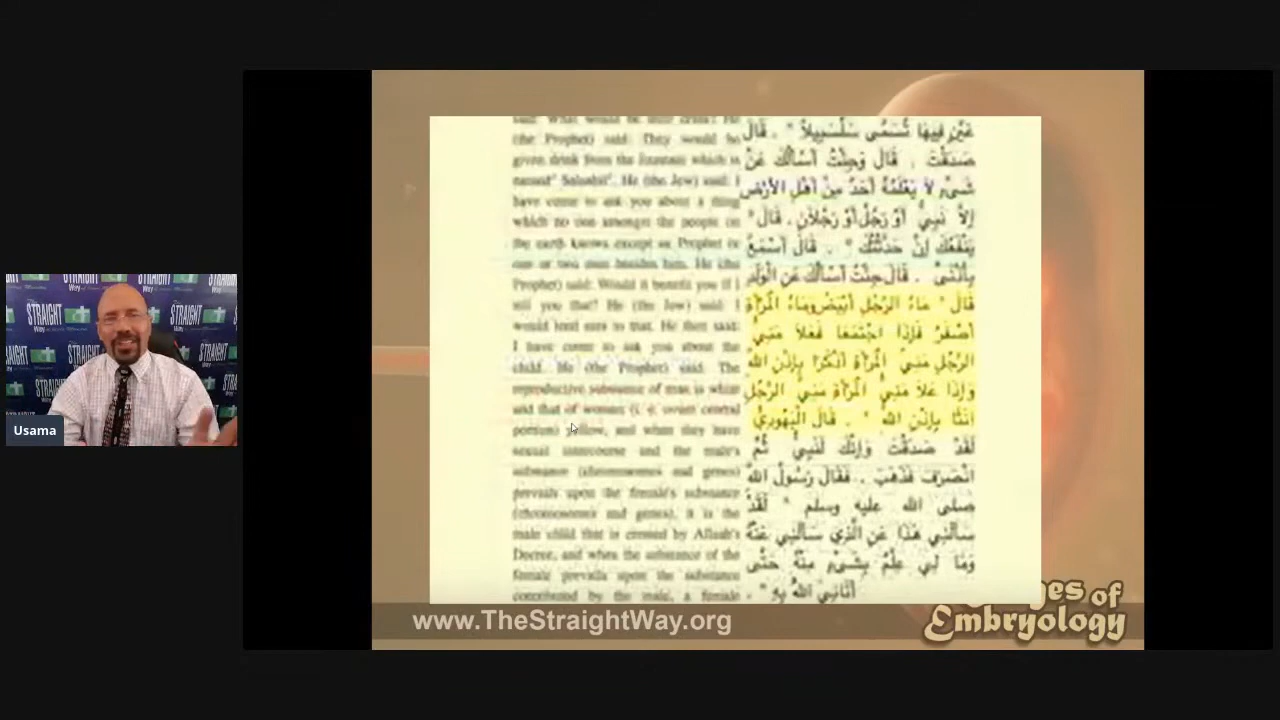 said: What would be their drink? He
(the Prophet) said: They would be
given drink from the fountain which is
named" Salsabil". He (the Jew) said: I
have come to ask you about a thing
which no one amongst the people on
the earth knows except an Prophet or
one or two men besides him. He (the
Prophet) said: Would it benefit you if I
tell you that? He (the Jew) said: I
would lend ears to that. He then said:
I have come to ask you about the
child. He (the Prophet) said: The
reproductive substance of man is white
and that of woman (i. e. ovum central
portion) yellow, and when they have
sexual intercourse and the male's
substance (chromosomes and genes)
prevails upon the female's substance
(chromosomes and genes), it is the
male child that is created by Allaah's
Decree, and when the substance of the
female prevails upon the substance
contributed by the male, a female
عَيْنٍ فِيهَا تُسَمَّى سَلْسَبِيلاً " . قَالَ
صَدَقْتَ . قَالَ وَجِئْتُ أَسْأَلُكَ عَنْ
شَىْءٍ لاَ يَعْلَمُهُ أَحَدٌ مِنْ أَهْلِ الأَرْضِ
إِلاَّ نَبِيٌّ أَوْ رَجُلٌ أَوْ رَجُلاَنِ . قَالَ "
يَنْفَعُكَ إِنْ حَدَّثْتُكَ " . قَالَ أَسْمَعُ
بِأُذُنَىَّ . قَالَ جِئْتُ أَسْأَلُكَ عَنِ الْوَلَدِ
قَالَ " مَاءُ الرَّجُلِ أَبْيَضُ وَمَاءُ الْمَرْأَةِ
أَصْفَرُ فَإِذَا اجْتَمَعَا فَعَلاَ مَنِيُّ
الرَّجُلِ مَنِيَّ الْمَرْأَةِ أَذْكَرَا بِإِذْنِ اللَّهِ
وَإِذَا عَلاَ مَنِيُّ الْمَرْأَةِ مَنِيَّ الرَّجُلِ
آنَثَا بِإِذْنِ اللَّهِ " . قَالَ الْيَهُودِيُّ
لَقَدْ صَدَقْتَ وَإِنَّكَ لَنَبِيٌّ ثُمَّ
انْصَرَفَ فَذَهَبَ . فَقَالَ رَسُولُ اللَّهِ
صلى الله عليه وسلم " لَقَدْ
سَأَلَنِي هَذَا عَنِ الَّذِي سَأَلَنِي عَنْهُ
وَمَا لِي عِلْمٌ بِشَىْءٍ مِنْهُ حَتَّى
أَتَانِيَ اللَّهُ بِهِ " .
THE STRAIGHT Way
Usama
www.TheStraightWay.org
of
Embryology